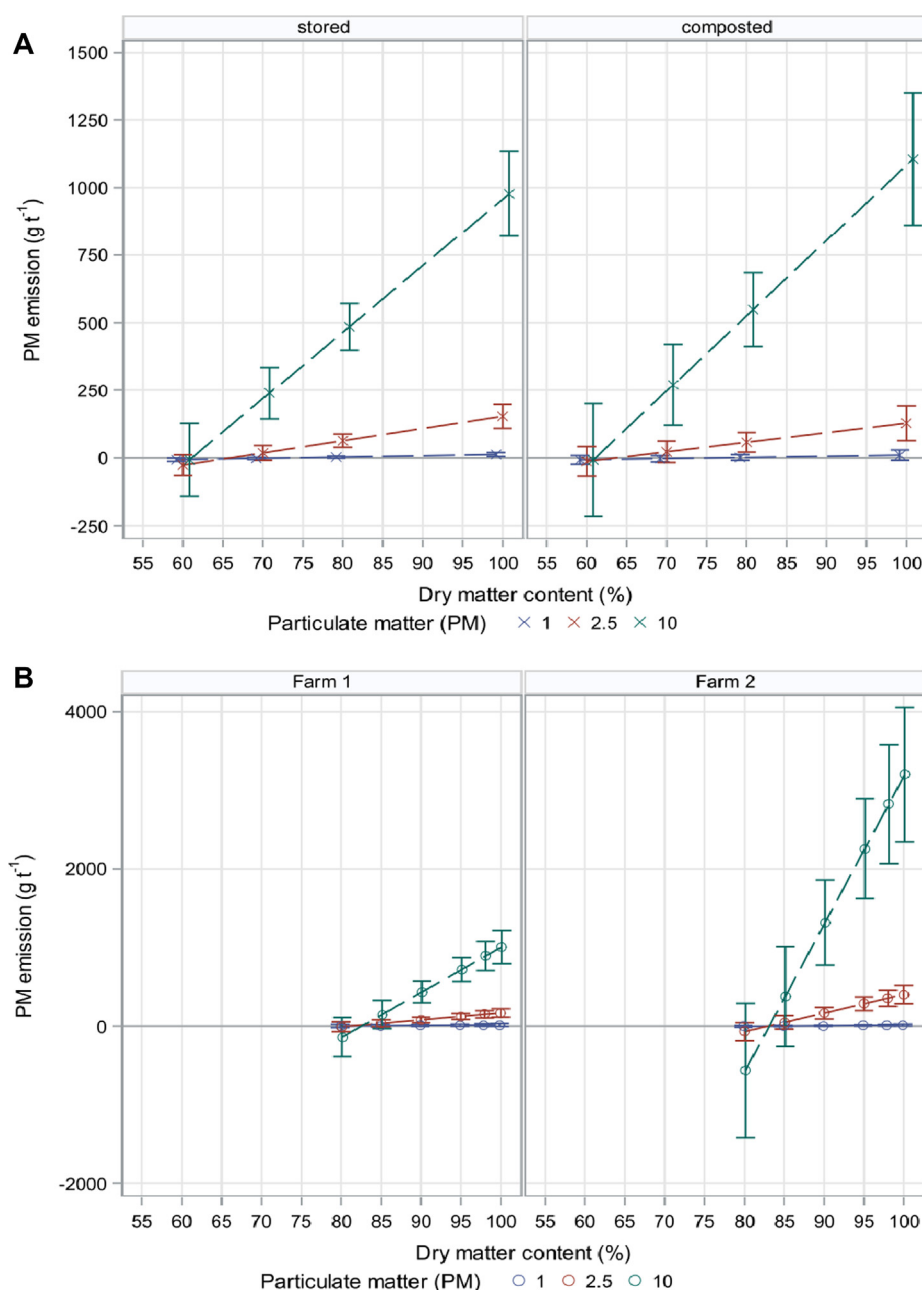 A
stored composted
1500
1250
1000
750
500
250
0
-250
PM emission (g t⁻¹)
55 60 65 70 75 80 85 90 95 100 55 60 65 70 75 80 85 90 95 100
Dry matter content (%)
Particulate matter (PM) 1 2.5 10
B
Farm 1 Farm 2
4000
2000
0
-2000
PM emission (g t⁻¹)
55 60 65 70 75 80 85 90 95 100 55 60 65 70 75 80 85 90 95 100
Dry matter content (%)
Particulate matter (PM) 1 2.5 10